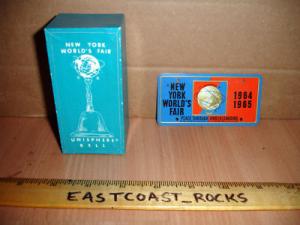 NEW YORK
WORLD'S FAIR
UNISPHERE
BELL
NEW
YORK
WORLD'S
FAIR
1964
1965
PEACE THROUGH UNDERSTANDING
EASTCOAST_ROCKS